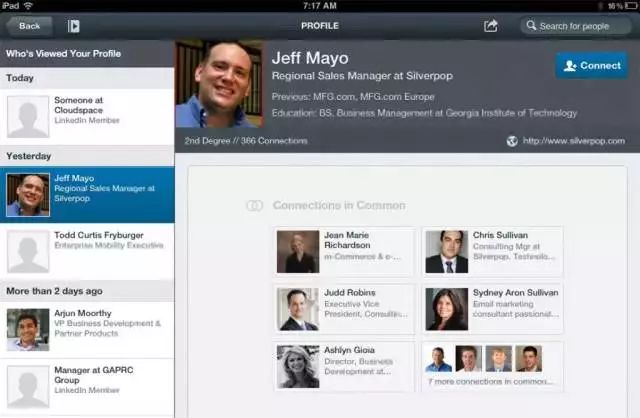 iPad
7:17 AM
16%
Back
PROFILE
Search for people
Who's Viewed Your Profile
Today
Someone at
Cloudspace
LinkedIn Member
Yesterday
Jeff Mayo
Regional Sales Manager at
Silverpop
Todd Curtis Fryburger
Enterprise Mobility Executive
More than 2 days ago
Arjun Moorthy
VP Business Development &
Partner Products
Manager at GAPRC
Group
LinkedIn Member
Jeff Mayo
Regional Sales Manager at Silverpop
Previous: MFG.com, MFG.com Europe
Education: BS, Business Management at Georgia Institute of Technology
Connect
2nd Degree // 366 Connections
http://www.silverpop.com
Connections in Common
Jean Marie
Richardson
m-Commerce & e-...
Chris Sullivan
Consulting Mgr at
Silverpop, Technolo...
Judd Robins
Executive Vice
President, Consultin...
Sydney Aron Sullivan
Email marketing
consultant passional...
Ashlyn Gioia
Director, Business
Development at...
7 more connections in common...